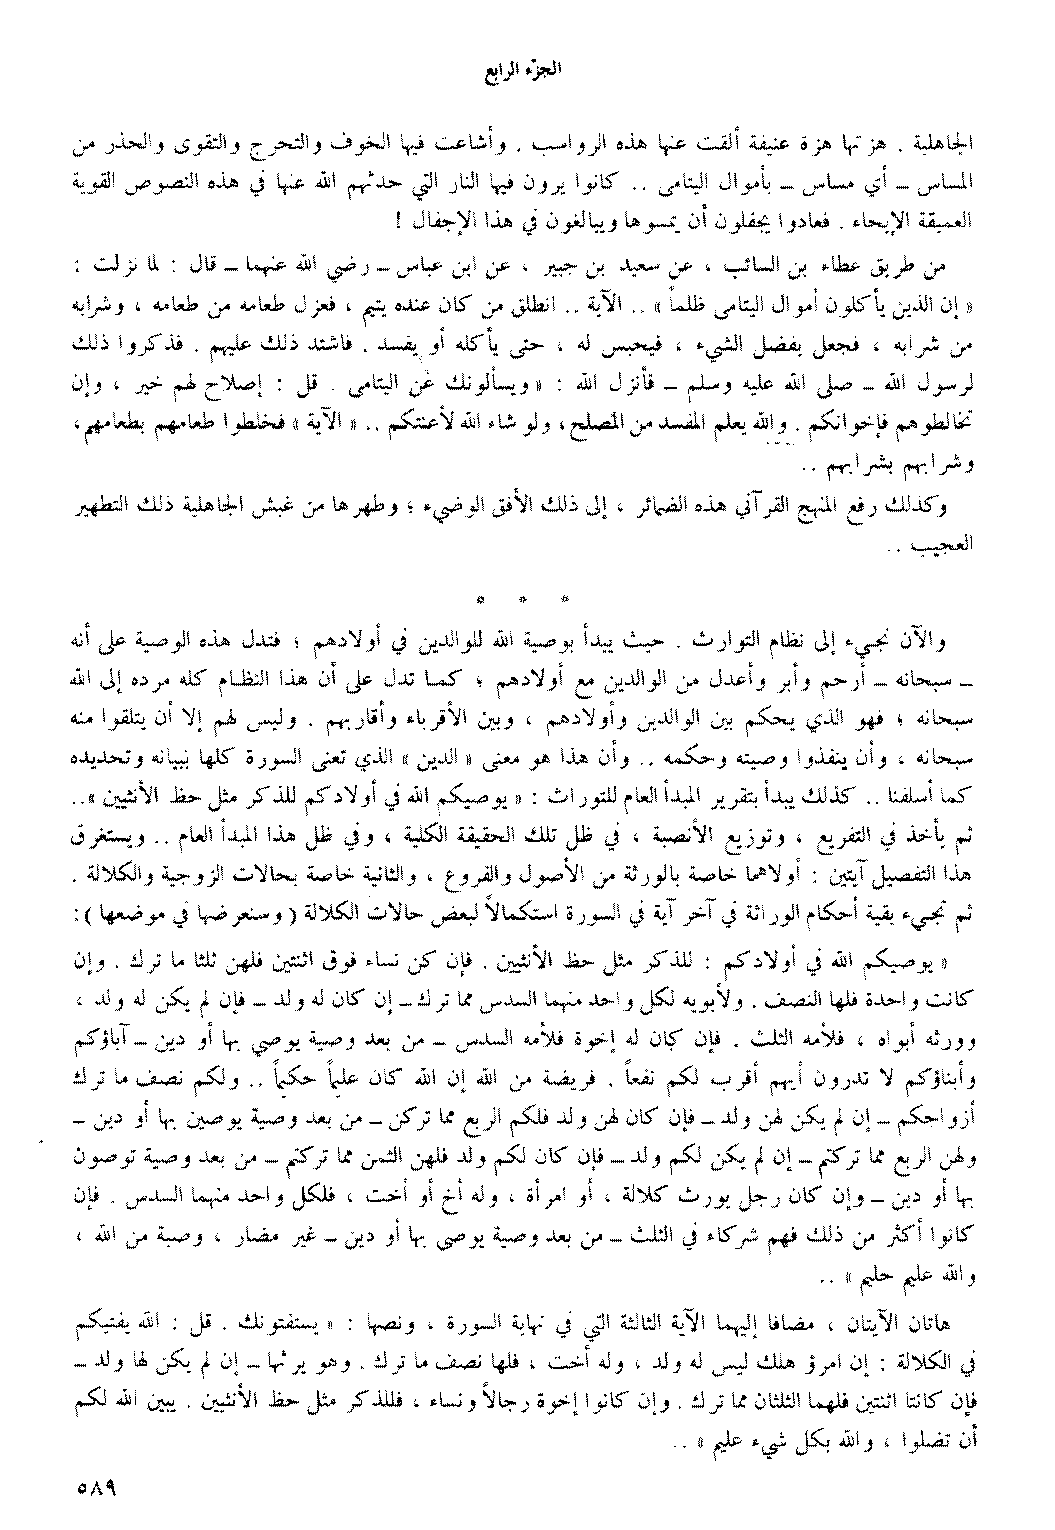 الجزء الرابع
الجاهلية . هزتها هزة عنيفة ألقت عنها هذه الرواسب . وأشاعت فيها الخوف والتحرج والتقوى والحذر من
المساس – أي مساس – بأموال اليتامى .. كانوا يرون فيها النار التي حدثهم الله عنها في هذه النصوص القوية
العميقة الإيحاء . فعادوا يجفلون أن يمسوها ويبالغون في هذا الإجفال !
من طريق عطاء بن السائب ، عن سعيد بن جبير ، عن ابن عباس – رضي الله عنهما – قال : لما نزلت :
« إن الذين يأكلون أموال اليتامى ظلماً » .. الآية .. انطلق من كان عنده يتيم ، فعزل طعامه من طعامه ، وشرابه
من شرابه ، فجعل يفضل الشيء ، فيحبس له ، حتى يأكله أو يفسد . فاشتد ذلك عليهم . فذكروا ذلك
لرسول الله – صلى الله عليه وسلم – فأنزل الله : « ويسألونك عن اليتامى . قل : إصلاح لهم خير ، وإن
تخالطوهم فإخوانكم . والله يعلم المفسد من المصلح، ولو شاء الله لأعنتكم .. « الآية » فخلطوا طعامهم بطعامهم،
وشرابهم بشرابهم ..
وكذلك رفع المنهج القرآني هذه الضمائر ، إلى ذلك الأفق الوضيء ؛ وطهرها من غبش الجاهلية ذلك التطهير
العجيب ..
* * *
والآن نجيء إلى نظام التوارث . حيث يبدأ بوصية الله للوالدين في أولادهم ؛ فتدل هذه الوصية على أنه
– سبحانه – أرحم وأبر وأعدل من الوالدين مع أولادهم ؛ كما تدل على أن هذا النظام كله مرده إلى الله
سبحانه ؛ فهو الذي يحكم بين الوالدين وأولادهم ، وبين الأقرباء وأقاربهم . وليس لهم إلا أن يتلقوا منه
سبحانه ، وأن ينفذوا وصيته وحكمه .. وأن هذا هو معنى « الدين » الذي تعنى السورة كلها ببيانه وتحديده
كما أسلفنا .. كذلك يبدأ بتقرير المبدأ العام للتوراث : « يوصيكم الله في أولادكم للذكر مثل حظ الأنثيين »..
ثم يأخذ في التفريع ، وتوزيع الأنصبة ، في ظل تلك الحقيقة الكلية ، وفي ظل هذا المبدأ العام .. ويستغرق
هذا التفصيل آيتين : أولاهما خاصة بالورثة من الأصول والفروع ، والثانية خاصة بحالات الزوجية والكلالة .
ثم تجيء بقية أحكام الوراثة في آخر آية في السورة استكمالاً لبعض حالات الكلالة ( وسنعرضها في موضعها ):
« يوصيكم الله في أولادكم : للذكر مثل حظ الأنثيين . فإن كن نساء فوق اثنتين فلهن ثلثا ما ترك . وإن
كانت واحدة فلها النصف . ولأبويه لكل واحد منهما السدس مما ترك – إن كان له ولد – فإن لم يكن له ولد ،
وورثه أبواه ، فلأمه الثلث . فإن كان له إخوة فلأمه السدس – من بعد وصية يوصي بها أو دين – آباؤكم
وأبناؤكم لا تدرون أيهم أقرب لكم نفعاً . فريضة من الله إن الله كان عليماً حكيماً .. ولكم نصف ما ترك
أزواجكم – إن لم يكن لهن ولد – فإن كان لهن ولد فلكم الربع مما تركن – من بعد وصية يوصين بها أو دين –
ولهن الربع مما تركتم – إن لم يكن لكم ولد – فإن كان لكم ولد فلهن الثمن مما تركتم – من بعد وصية توصون
بها أو دين – وإن كان رجل يورث كلالة ، أو امرأة ، وله أخ أو أخت ، فلكل واحد منهما السدس . فإن
كانوا أكثر من ذلك فهم شركاء في الثلث – من بعد وصية يوصي بها أو دين – غير مضار ، وصية من الله ،
والله عليم حليم » ..
هاتان الآيتان ، مضافا إليهما الآية الثالثة التي في نهاية السورة ، ونصها : « يستفتونك . قل : الله يفتيكم
في الكلالة : إن امرؤ هلك ليس له ولد ، وله أخت ، فلها نصف ما ترك . وهو يرثها – إن لم يكن لها ولد –
فإن كانتا اثنتين فلهما الثلثان مما ترك . وإن كانوا إخوة رجالاً ونساء ، فللذكر مثل حظ الأنثيين . يبين الله لكم
أن تضلوا ، والله بكل شيء عليم » ..
٥٨٩